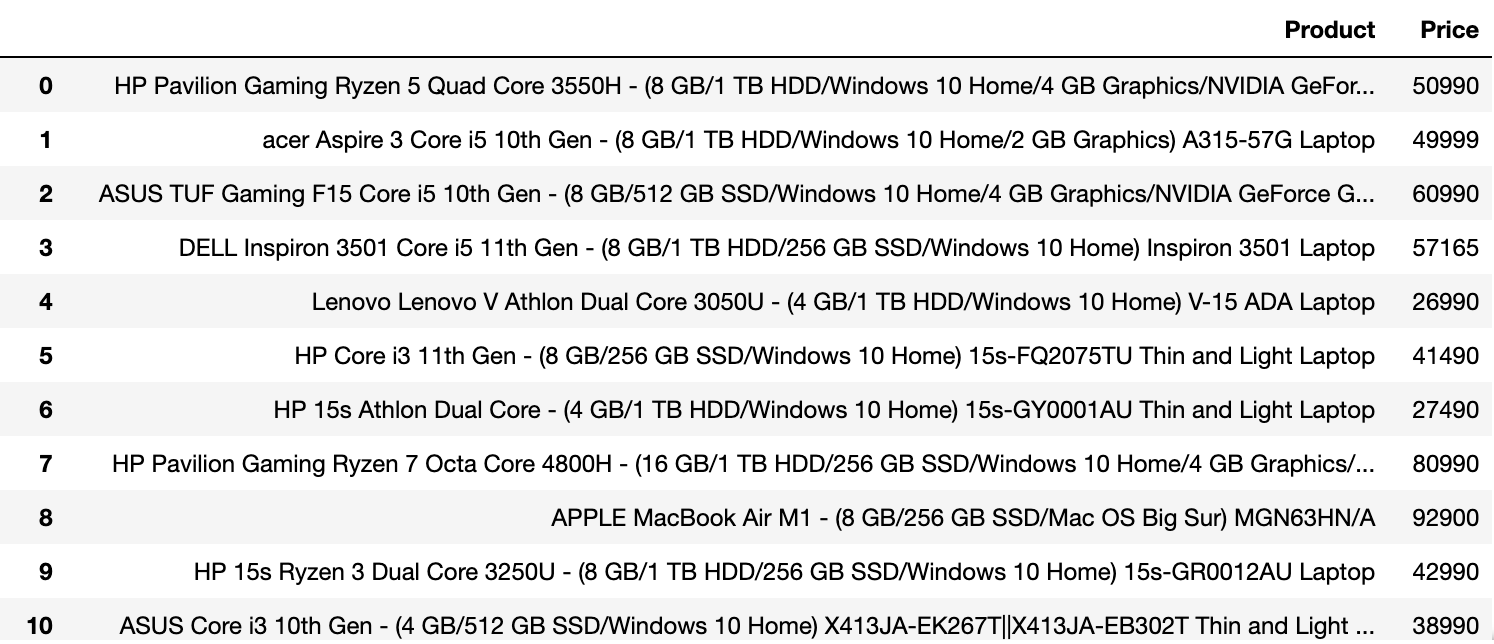 Product Price
0 HP Pavilion Gaming Ryzen 5 Quad Core 3550H - (8 GB/1 TB HDD/Windows 10 Home/4 GB Graphics/NVIDIA GeFor... 50990
1 acer Aspire 3 Core i5 10th Gen - (8 GB/1 TB HDD/Windows 10 Home/2 GB Graphics) A315-57G Laptop 49999
2 ASUS TUF Gaming F15 Core i5 10th Gen - (8 GB/512 GB SSD/Windows 10 Home/4 GB Graphics/NVIDIA GeForce G... 60990
3 DELL Inspiron 3501 Core i5 11th Gen - (8 GB/1 TB HDD/256 GB SSD/Windows 10 Home) Inspiron 3501 Laptop 57165
4 Lenovo Lenovo V Athlon Dual Core 3050U - (4 GB/1 TB HDD/Windows 10 Home) V-15 ADA Laptop 26990
5 HP Core i3 11th Gen - (8 GB/256 GB SSD/Windows 10 Home) 15s-FQ2075TU Thin and Light Laptop 41490
6 HP 15s Athlon Dual Core - (4 GB/1 TB HDD/Windows 10 Home) 15s-GY0001AU Thin and Light Laptop 27490
7 HP Pavilion Gaming Ryzen 7 Octa Core 4800H - (16 GB/1 TB HDD/256 GB SSD/Windows 10 Home/4 GB Graphics/... 80990
8 APPLE MacBook Air M1 - (8 GB/256 GB SSD/Mac OS Big Sur) MGN63HN/A 92900
9 HP 15s Ryzen 3 Dual Core 3250U - (8 GB/1 TB HDD/256 GB SSD/Windows 10 Home) 15s-GR0012AU Laptop 42990
10 ASUS Core i3 10th Gen - (4 GB/512 GB SSD/Windows 10 Home) X413JA-EK267T||X413JA-EB302T Thin and Light ... 38990